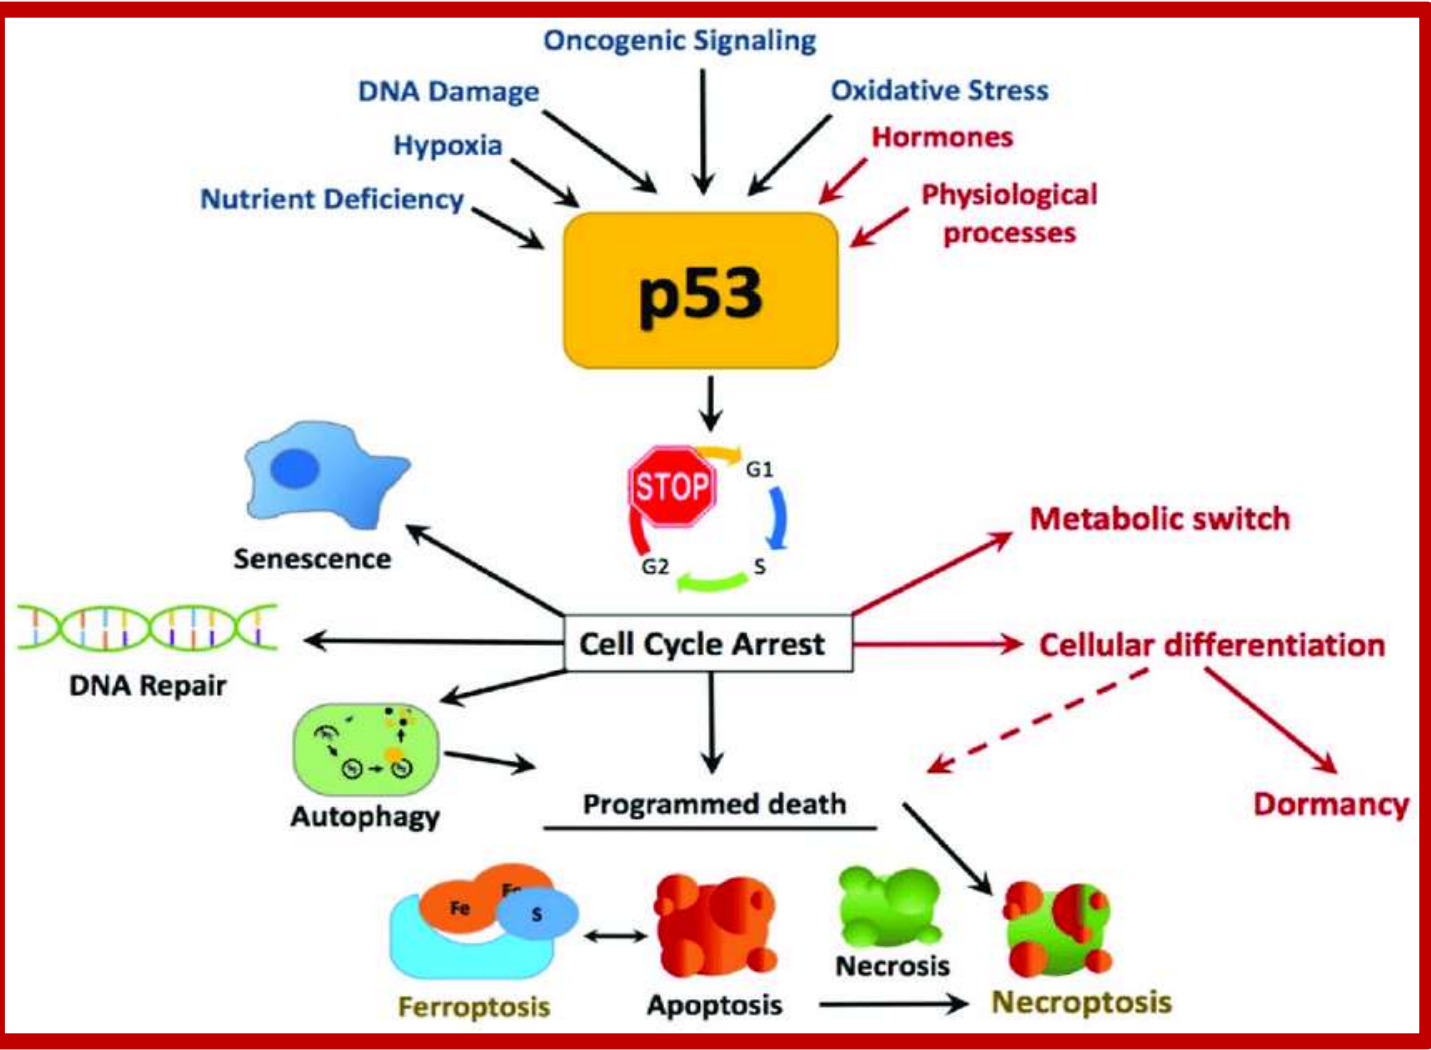 Oncogenic Signaling
DNA Damage
Oxidative Stress
Hypoxia
Hormones
Nutrient Deficiency
Physiological
processes
p53
STOP
G1
G2
S
Senescence
Metabolic switch
Cell Cycle Arrest
Cellular differentiation
DNA Repair
Autophagy
Programmed death
Dormancy
Fe
Fe
S
Necrosis
Ferroptosis
Apoptosis
Necroptosis